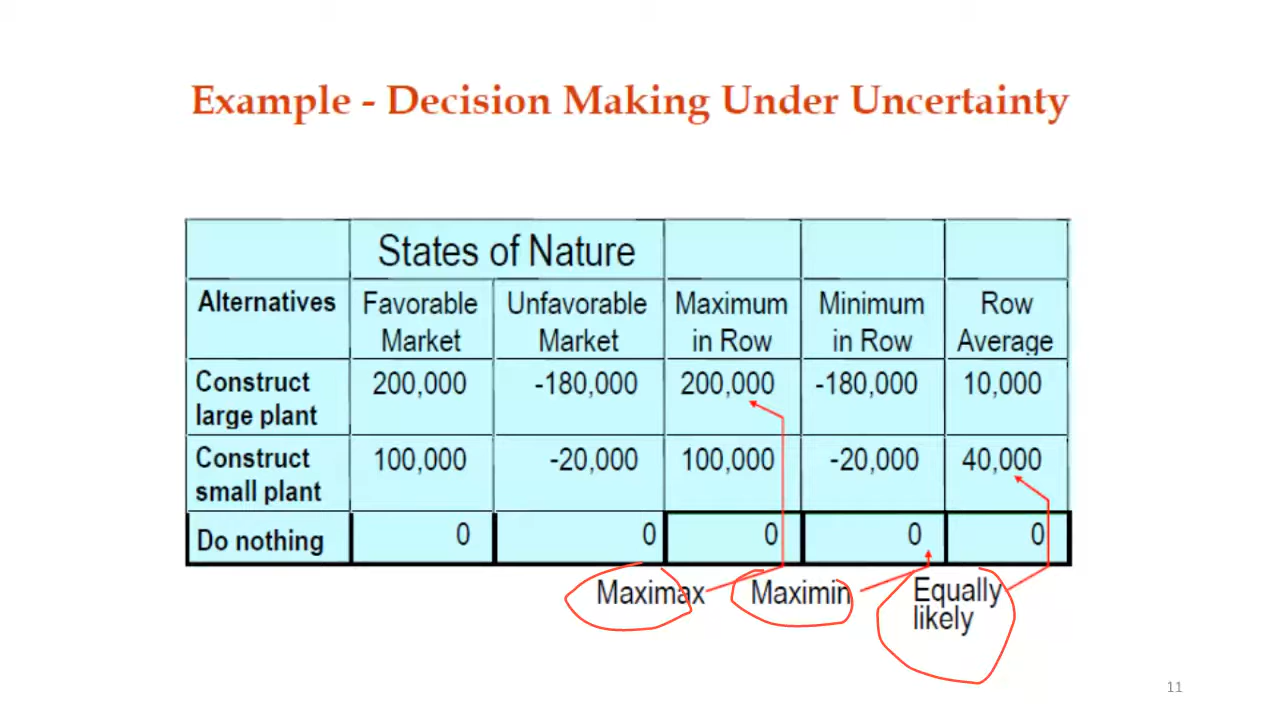 Example - Decision Making Under Uncertainty
States of Nature
Alternatives Favorable Market Unfavorable Market Maximum in Row Minimum in Row Row Average
Construct large plant 200,000 -180,000 200,000 -180,000 10,000
Construct small plant 100,000 -20,000 100,000 -20,000 40,000
Do nothing 0 0 0 0 0
Maximax Maximin Equally likely
11